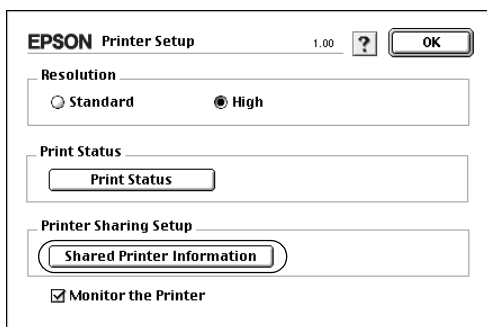 EPSON Printer Setup 1.00 ? OK
Resolution
Standard High
Print Status
Print Status
Printer Sharing Setup
Shared Printer Information
Monitor the Printer